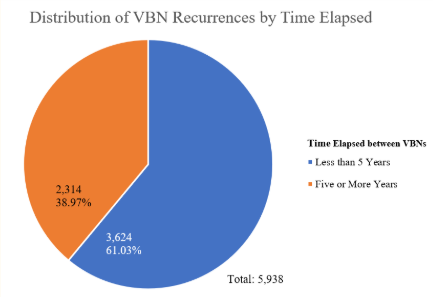 Distribution of VBN Recurrences by Time Elapsed
2,314
38.97%
3,624
61.03%
Time Elapsed between VBNs
Less than 5 Years
Five or More Years
Total: 5,938